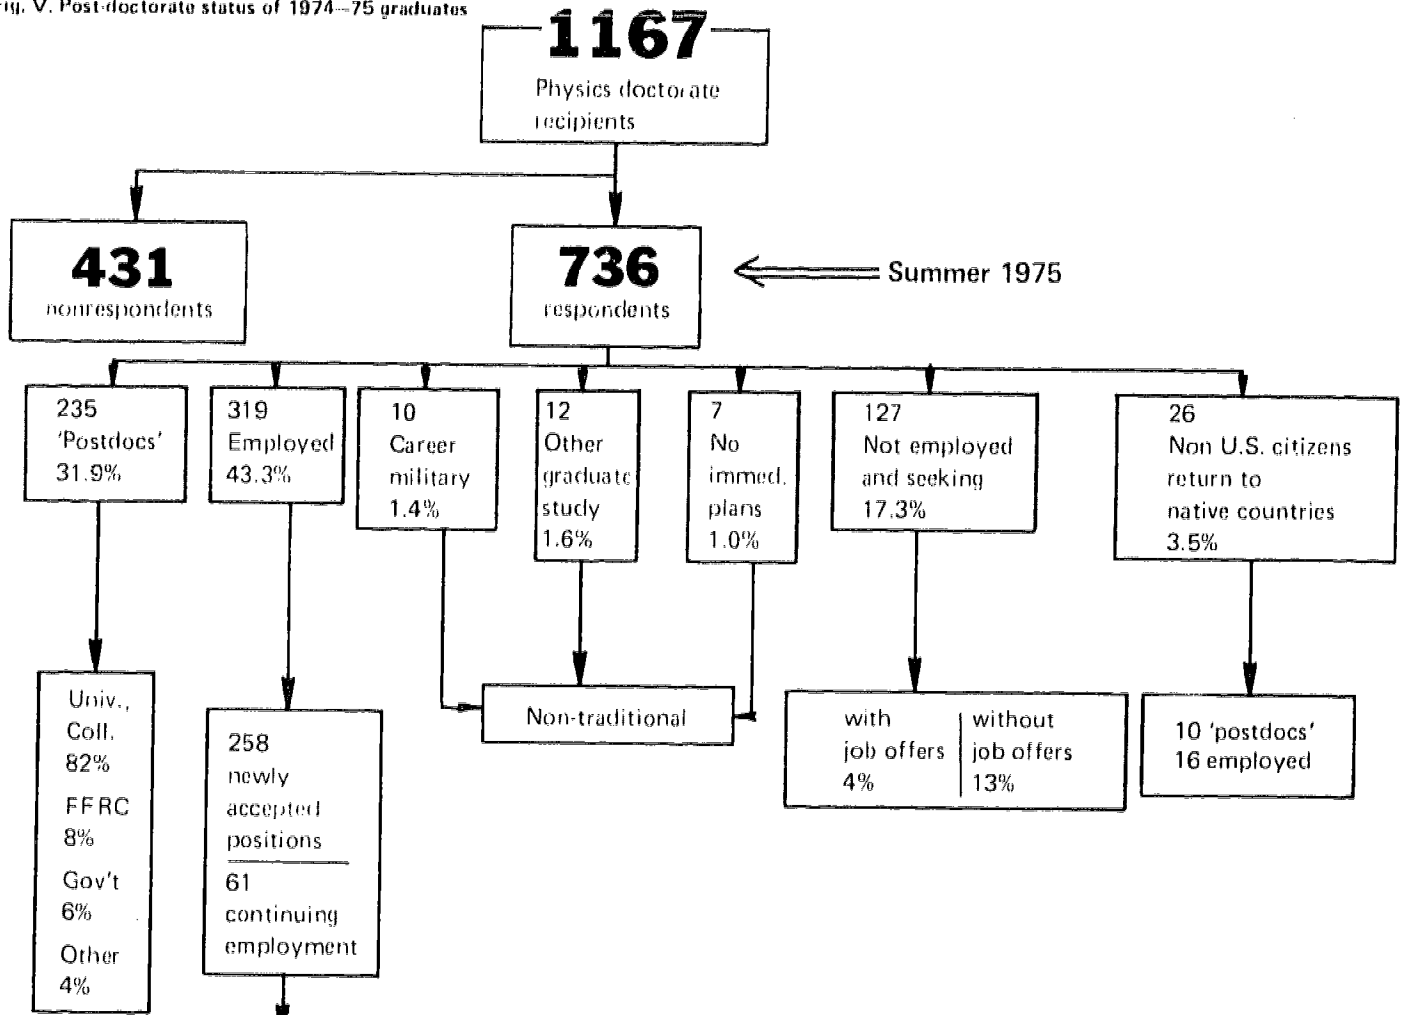 Fig. V. Post-doctorate status of 1974—75 graduates
1167
Physics doctorate
recipients
431
nonrespondents
736
respondents
Summer 1975
235
'Postdocs'
31.9%
319
Employed
43.3%
10
Career
military
1.4%
12
Other
graduate
study
1.6%
7
No
immed.
plans
1.0%
127
Not employed
and seeking
17.3%
26
Non U.S. citizens
return to
native countries
3.5%
Univ.,
Coll.
82%
FFRC
8%
Gov't
6%
Other
4%
258
newly
accepted
positions
61
continuing
employment
Non-traditional
with
job offers
4%
without
job offers
13%
10 'postdocs'
16 employed